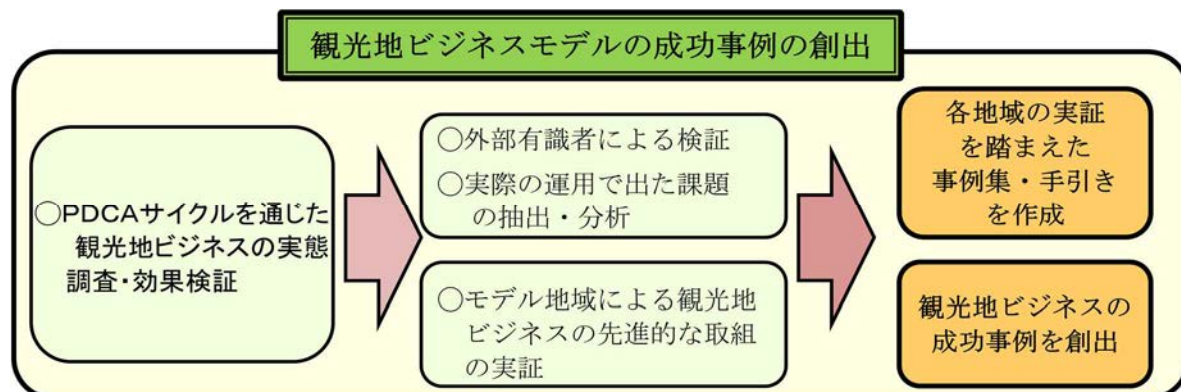 観光地ビジネスモデルの成功事例の創出
○PDCAサイクルを通じた
観光地ビジネスの実態
調査・効果検証
○外部有識者による検証
○実際の運用で出た課題
の抽出・分析
○モデル地域による観光地
ビジネスの先進的な取組
の実証
各地域の実証
を踏まえた
事例集・手引き
を作成
観光地ビジネスの
成功事例を創出